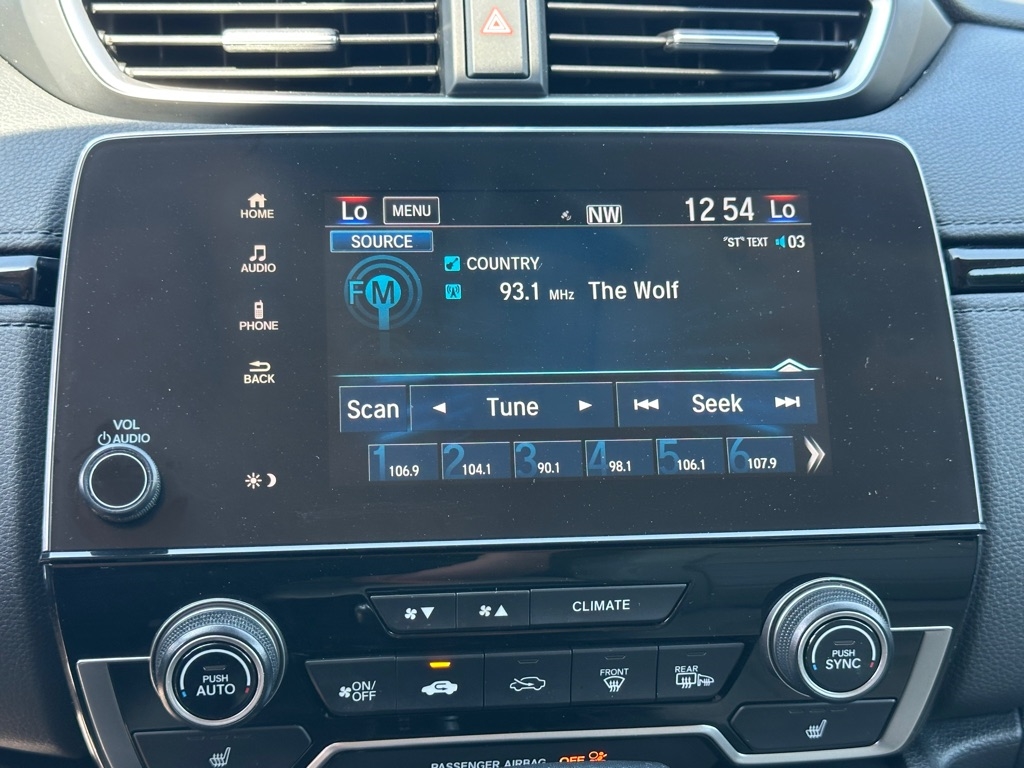 Lo MENU NW 12 54 Lo
HOME
SOURCE "ST" TEXT 03
AUDIO
COUNTRY
FM 93.1 MHz The Wolf
PHONE
BACK
Scan Tune Seek
VOL
AUDIO
1 106.9 2 104.1 3 90.1 4 98.1 5 106.1 6 107.9
CLIMATE
PUSH
AUTO
ON/
OFF
FRONT
REAR
PUSH
SYNC
PASSENGER AIRBAG OFF